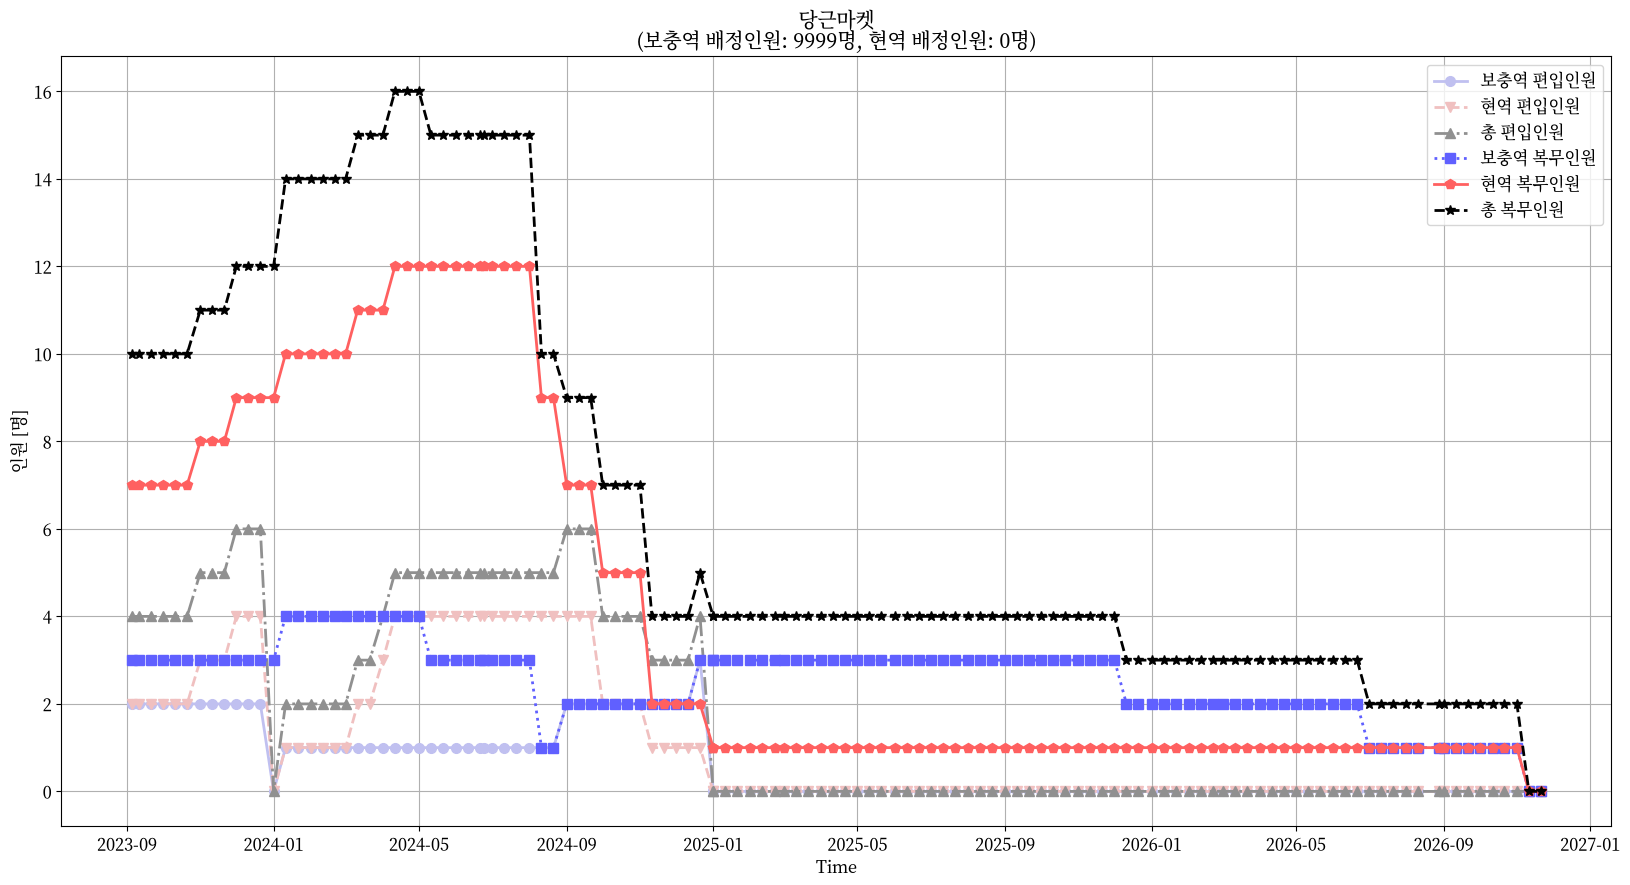 당근마켓
(보충역 배정인원: 9999명, 현역 배정인원: 0명)
보충역 편입인원
현역 편입인원
총 편입인원
보충역 복무인원
현역 복무인원
총 복무인원
인원 [명]
16
14
12
10
8
6
4
2
0
2023-09
2024-01
2024-05
2024-09
2025-01
2025-05
2025-09
2026-01
2026-05
2026-09
2027-01
Time